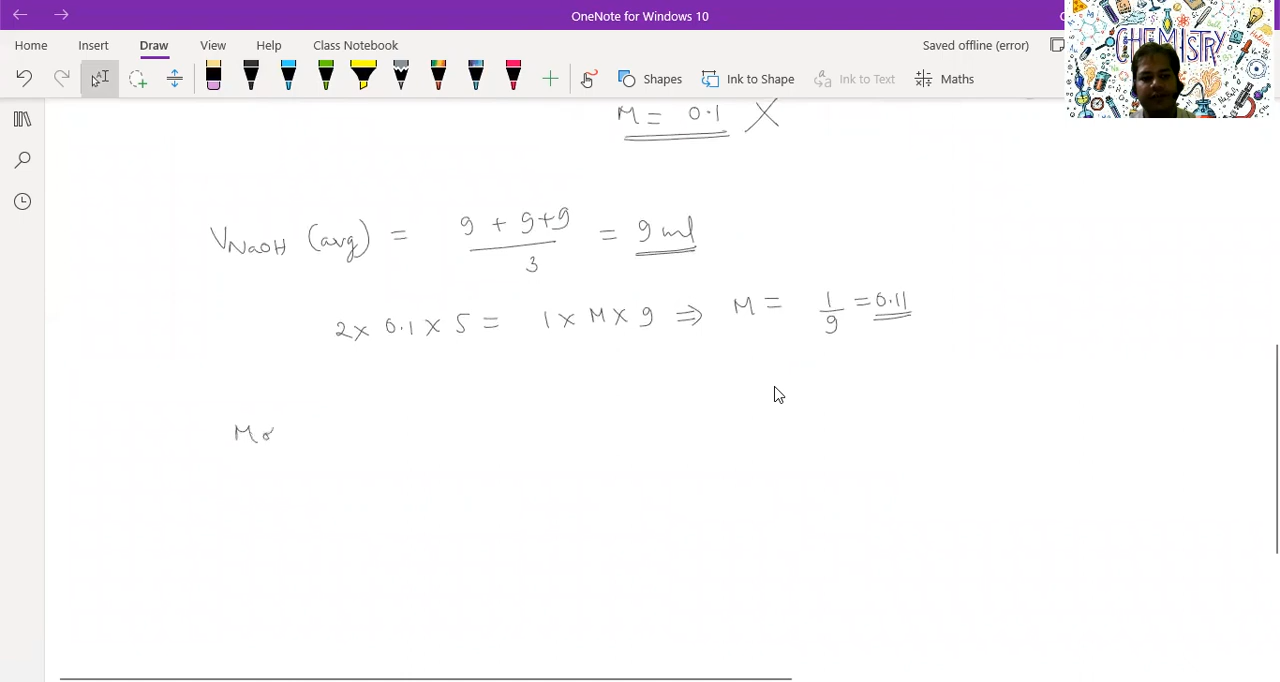 OneNote for Windows 10
Home Insert Draw View Help Class Notebook Saved offline (error)
Shapes Ink to Shape Ink to Text Maths
CHEMISTRY
M = 0.1 X
V NaOH (avg) = 9 + 9+9 / 3 = 9 ml
2 x 0.1 x 5 = 1 x M x 9 ⇒ M = 1/9 = 0.11
Mo